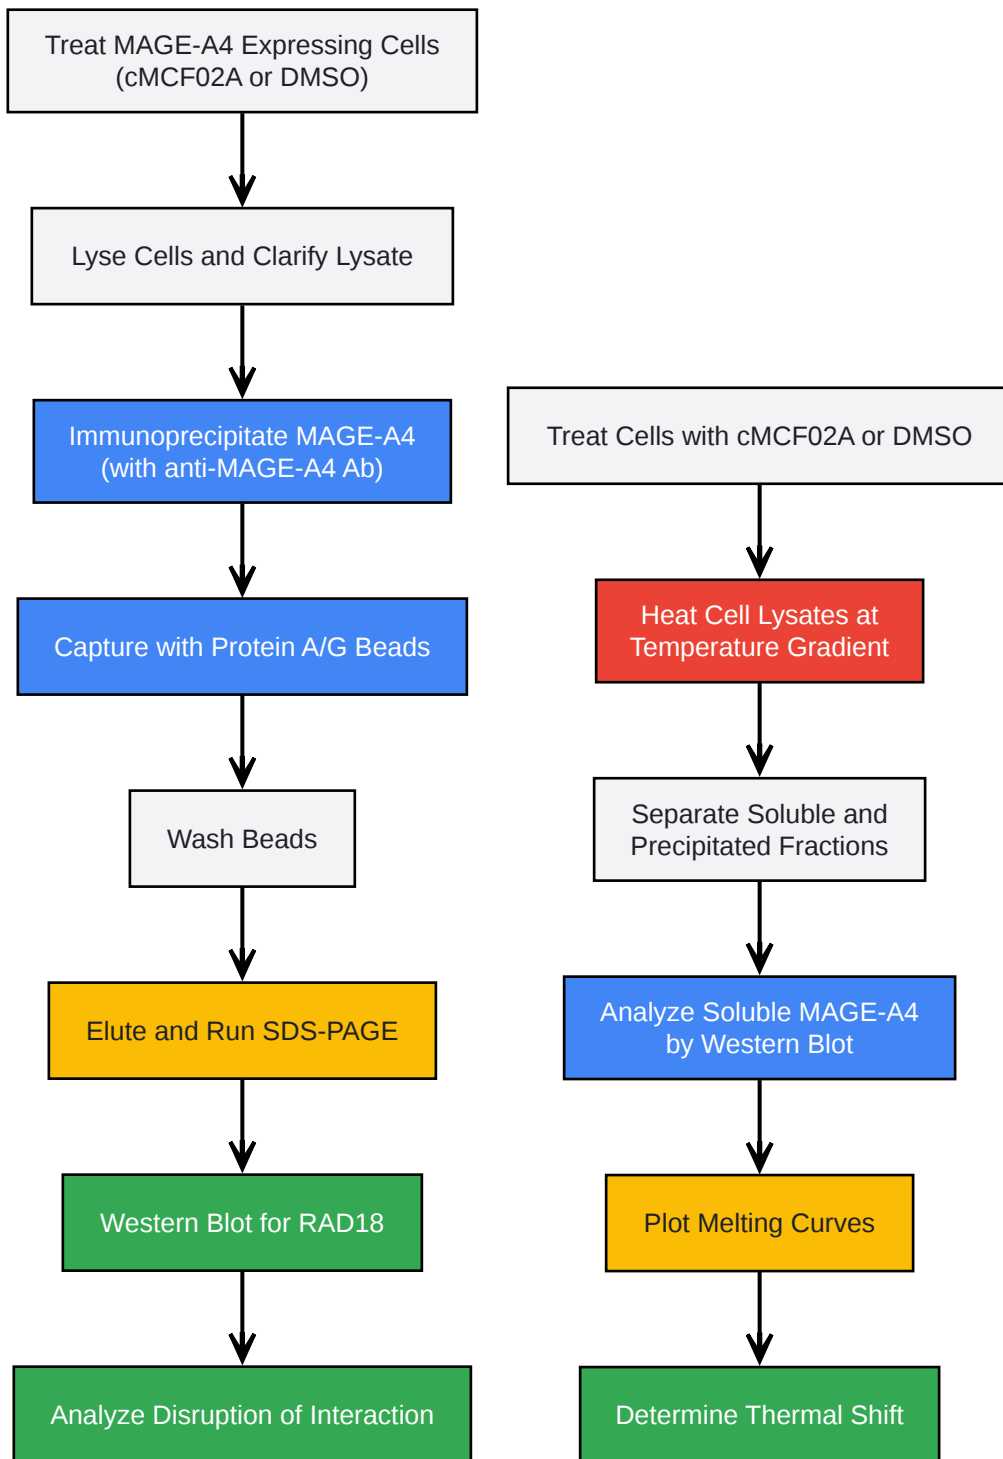 Treat MAGE-A4 Expressing Cells
(cMCF02A or DMSO)
Lyse Cells and Clarify Lysate
Immunoprecipitate MAGE-A4
(with anti-MAGE-A4 Ab)
Capture with Protein A/G Beads
Wash Beads
Elute and Run SDS-PAGE
Western Blot for RAD18
Analyze Disruption of Interaction
Treat Cells with cMCF02A or DMSO
Heat Cell Lysates at
Temperature Gradient
Separate Soluble and
Precipitated Fractions
Analyze Soluble MAGE-A4
by Western Blot
Plot Melting Curves
Determine Thermal Shift